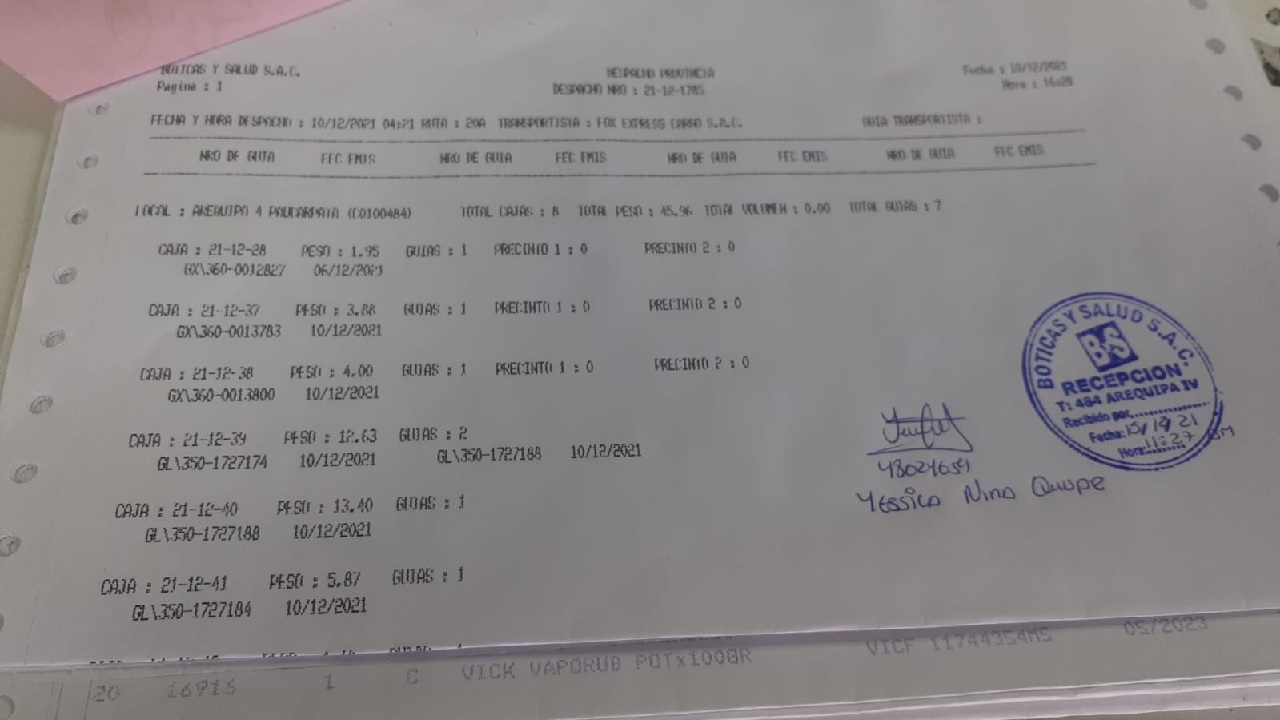 BOTICAS Y SALUD S.A.C.
DESPACHO PROVINCIA
Fecha : 10/12/2021
Pagina : 1
DESPACHO NRO : 21-12-1785
Hora : 16:20
FECHA Y HORA DESPACHO : 10/12/2021 04:21 RUTA : 20A TRANSPORTISTA : FOX EXPRESS CARGO S.A.C.
GUIA TRANSPORTISTA :
NRO DE GUIA FEC EMIS NRO DE GUIA FEC EMIS NRO DE GUIA FEC EMIS NRO DE GUIA FEC EMIS
LOCAL : AREQUIPA 4 PAUCARPATA (C0100484) TOTAL CAJAS : 8 TOTAL PESO : 45.96 TOTAL VOLUMEN : 0.00 TOTAL GUIAS : 7
CAJA : 21-12-28 PESO : 1.95 GUIAS : 1 PRECINTO 1 : 0 PRECINTO 2 : 0
GX\360-0012827 06/12/2021
CAJA : 21-12-37 PESO : 3.88 GUIAS : 1 PRECINTO 1 : 0 PRECINTO 2 : 0
GX\360-0013783 10/12/2021
CAJA : 21-12-38 PESO : 4.00 GUIAS : 1 PRECINTO 1 : 0 PRECINTO 2 : 0
GX\360-0013800 10/12/2021
CAJA : 21-12-39 PESO : 12.63 GUIAS : 2
GL\350-1727174 10/12/2021 GL\350-1727188 10/12/2021
CAJA : 21-12-40 PESO : 13.40 GUIAS : 1
GL\350-1727188 10/12/2021
CAJA : 21-12-41 PESO : 5.87 GUIAS : 1
GL\350-1727184 10/12/2021
BOTICAS Y SALUD S.A.C.
B·S
RECEPCION
T: 484 AREQUIPA IV
Recibido por
Fecha:
Hora: 11:27
48024659
Yessica Nina Quispe
20 16916 1 C VICK VAPORUB POTx100GR VICF 11744354M5 05/2023